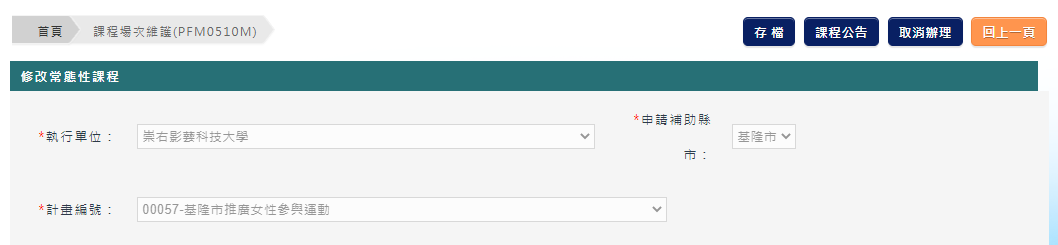 首頁 課程場次維護(PFM0510M) 存 檔 課程公告 取消辦理 回上一頁
修改常態性課程
*執行單位： 崇右影藝科技大學 *申請補助縣市： 基隆市
*計畫編號： 00057-基隆市推廣女性參與運動